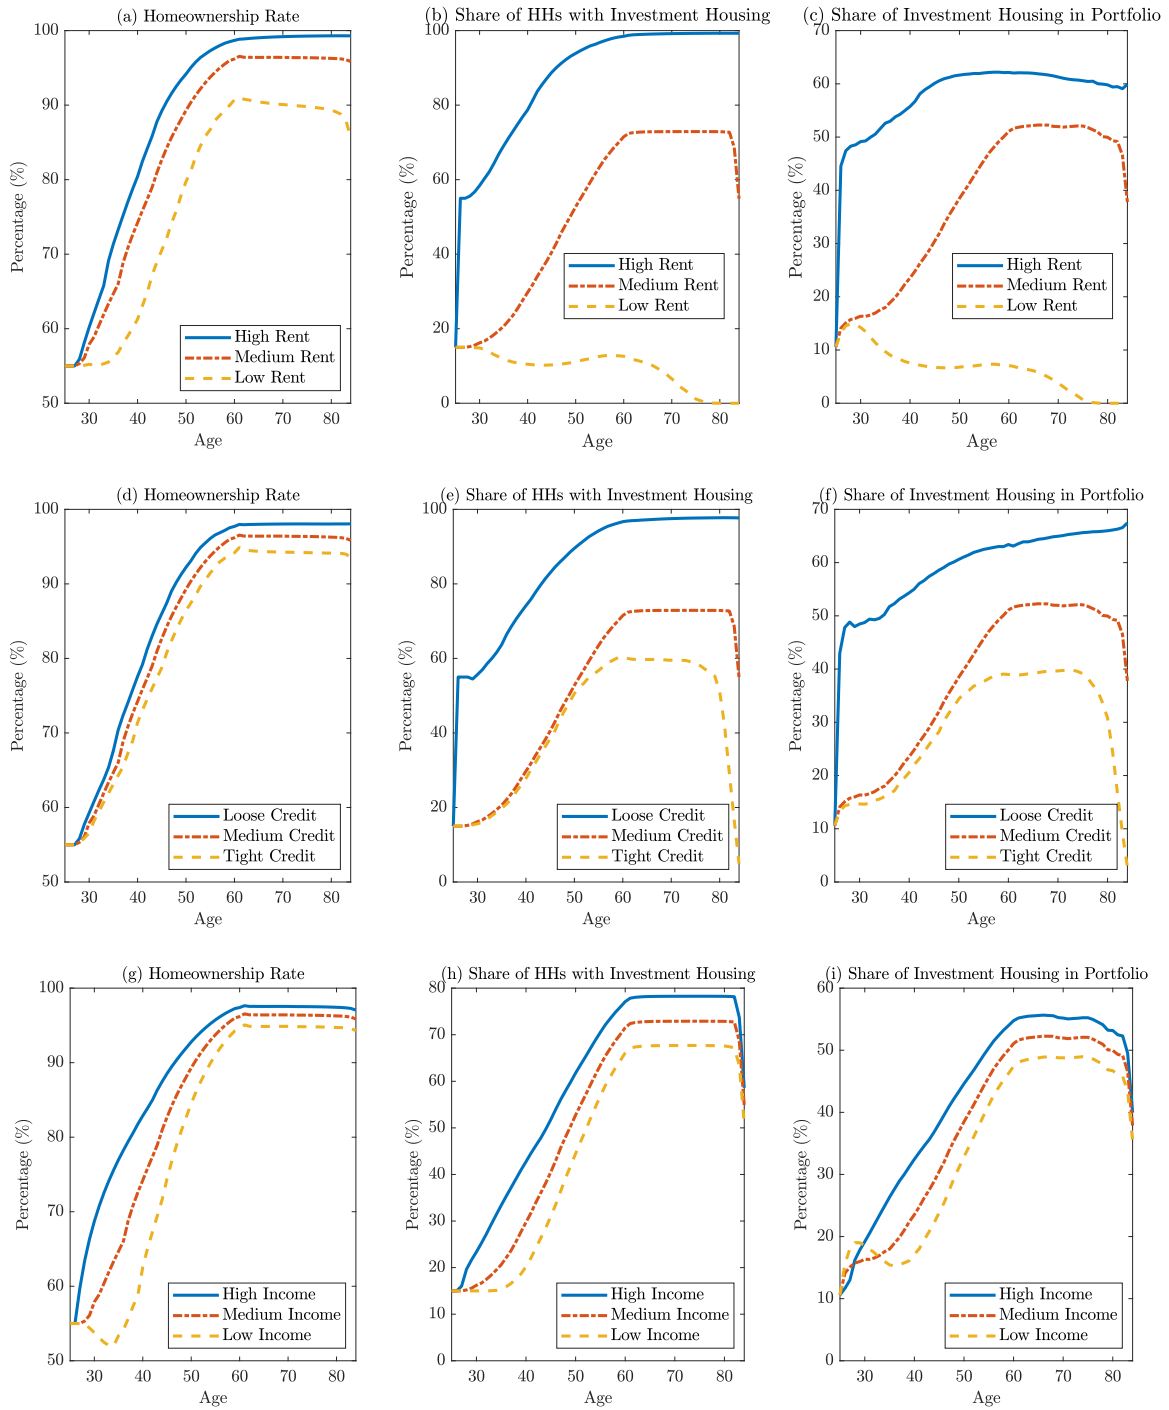 (a) Homeownership Rate
100
90
80
70
60
50
Percentage (%)
30 40 50 60 70 80
Age
High Rent
Medium Rent
Low Rent
(b) Share of HHs with Investment Housing
100
80
60
40
20
0
Percentage (%)
30 40 50 60 70 80
Age
High Rent
Medium Rent
Low Rent
(c) Share of Investment Housing in Portfolio
70
60
50
40
30
20
10
0
Percentage (%)
30 40 50 60 70 80
Age
High Rent
Medium Rent
Low Rent
(d) Homeownership Rate
100
90
80
70
60
50
Percentage (%)
30 40 50 60 70 80
Age
Loose Credit
Medium Credit
Tight Credit
(e) Share of HHs with Investment Housing
100
80
60
40
20
0
Percentage (%)
30 40 50 60 70 80
Age
Loose Credit
Medium Credit
Tight Credit
(f) Share of Investment Housing in Portfolio
70
60
50
40
30
20
10
0
Percentage (%)
30 40 50 60 70 80
Age
Loose Credit
Medium Credit
Tight Credit
(g) Homeownership Rate
100
90
80
70
60
50
Percentage (%)
30 40 50 60 70 80
Age
High Income
Medium Income
Low Income
(h) Share of HHs with Investment Housing
80
70
60
50
40
30
20
10
0
Percentage (%)
30 40 50 60 70 80
Age
High Income
Medium Income
Low Income
(i) Share of Investment Housing in Portfolio
60
50
40
30
20
10
0
Percentage (%)
30 40 50 60 70 80
Age
High Income
Medium Income
Low Income